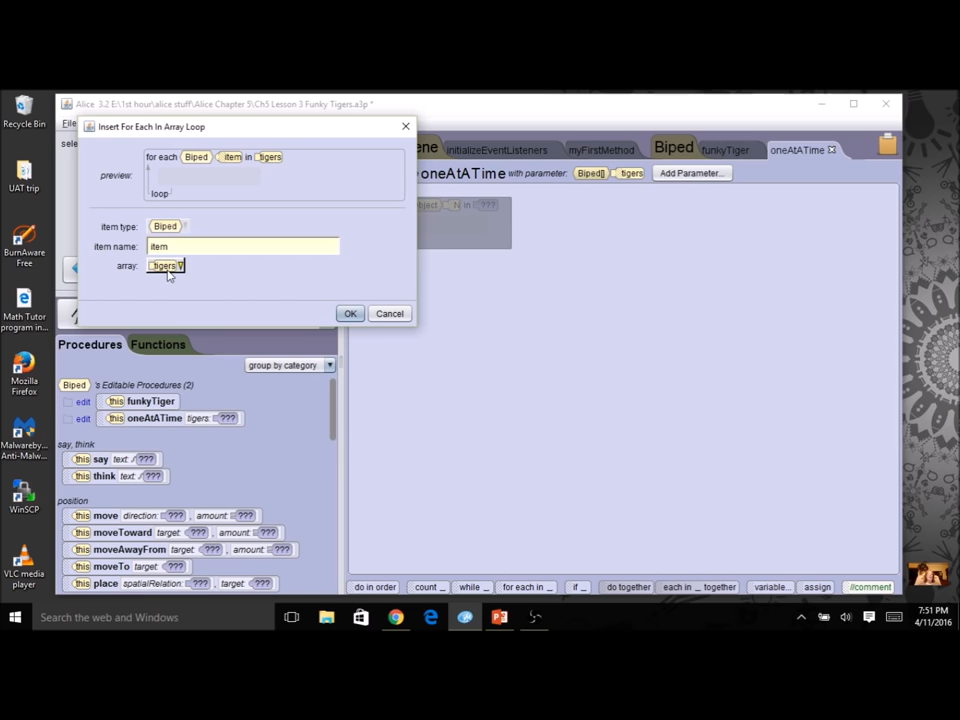 Recycle Bin
UAT trip
BurnAware
Free
Math Tutor
program in...
Mozilla
Firefox
Malwareby...
Anti-Malw...
WinSCP
VLC media
player
Alice 3.2 E:\1st hour\alice stuff\Alice Chapter 5\Ch5 Lesson 3 Funky Tigers.a3p *
File
Insert For Each In Array Loop
preview:
for each Biped item in tigers
loop
item type: Biped
item name: item
array: tigers
OK Cancel
ene initializeEventListeners myFirstMethod Biped funkyTiger oneAtATime
oneAtATime with parameter: Biped[] tigers Add Parameter...
bject N in ???
Procedures Functions
group by category
Biped 's Editable Procedures (2)
edit this funkyTiger
edit this oneAtATime tigers: ???
say, think
this say text: ???
this think text: ???
position
this move direction: ??? , amount: ???
this moveToward target: ??? , amount: ???
this moveAwayFrom target: ??? , amount: ???
this moveTo target: ???
this place spatialRelation: ??? , target: ???
do in order count _ while _ for each in _ if _ do together each in _ together variable... assign //comment
Search the web and Windows
7:51 PM
4/11/2016